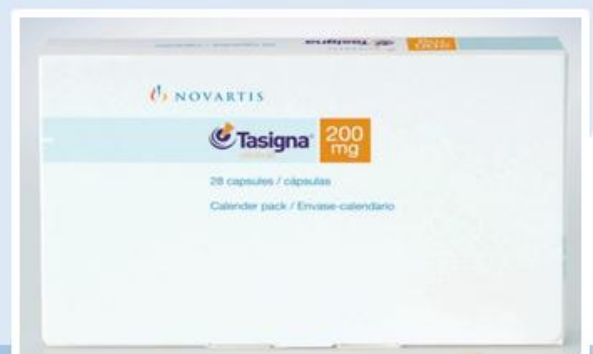 NOVARTIS
Tasigna 200 mg
28 capsules / cápsulas
Calender pack / Envase-calendario